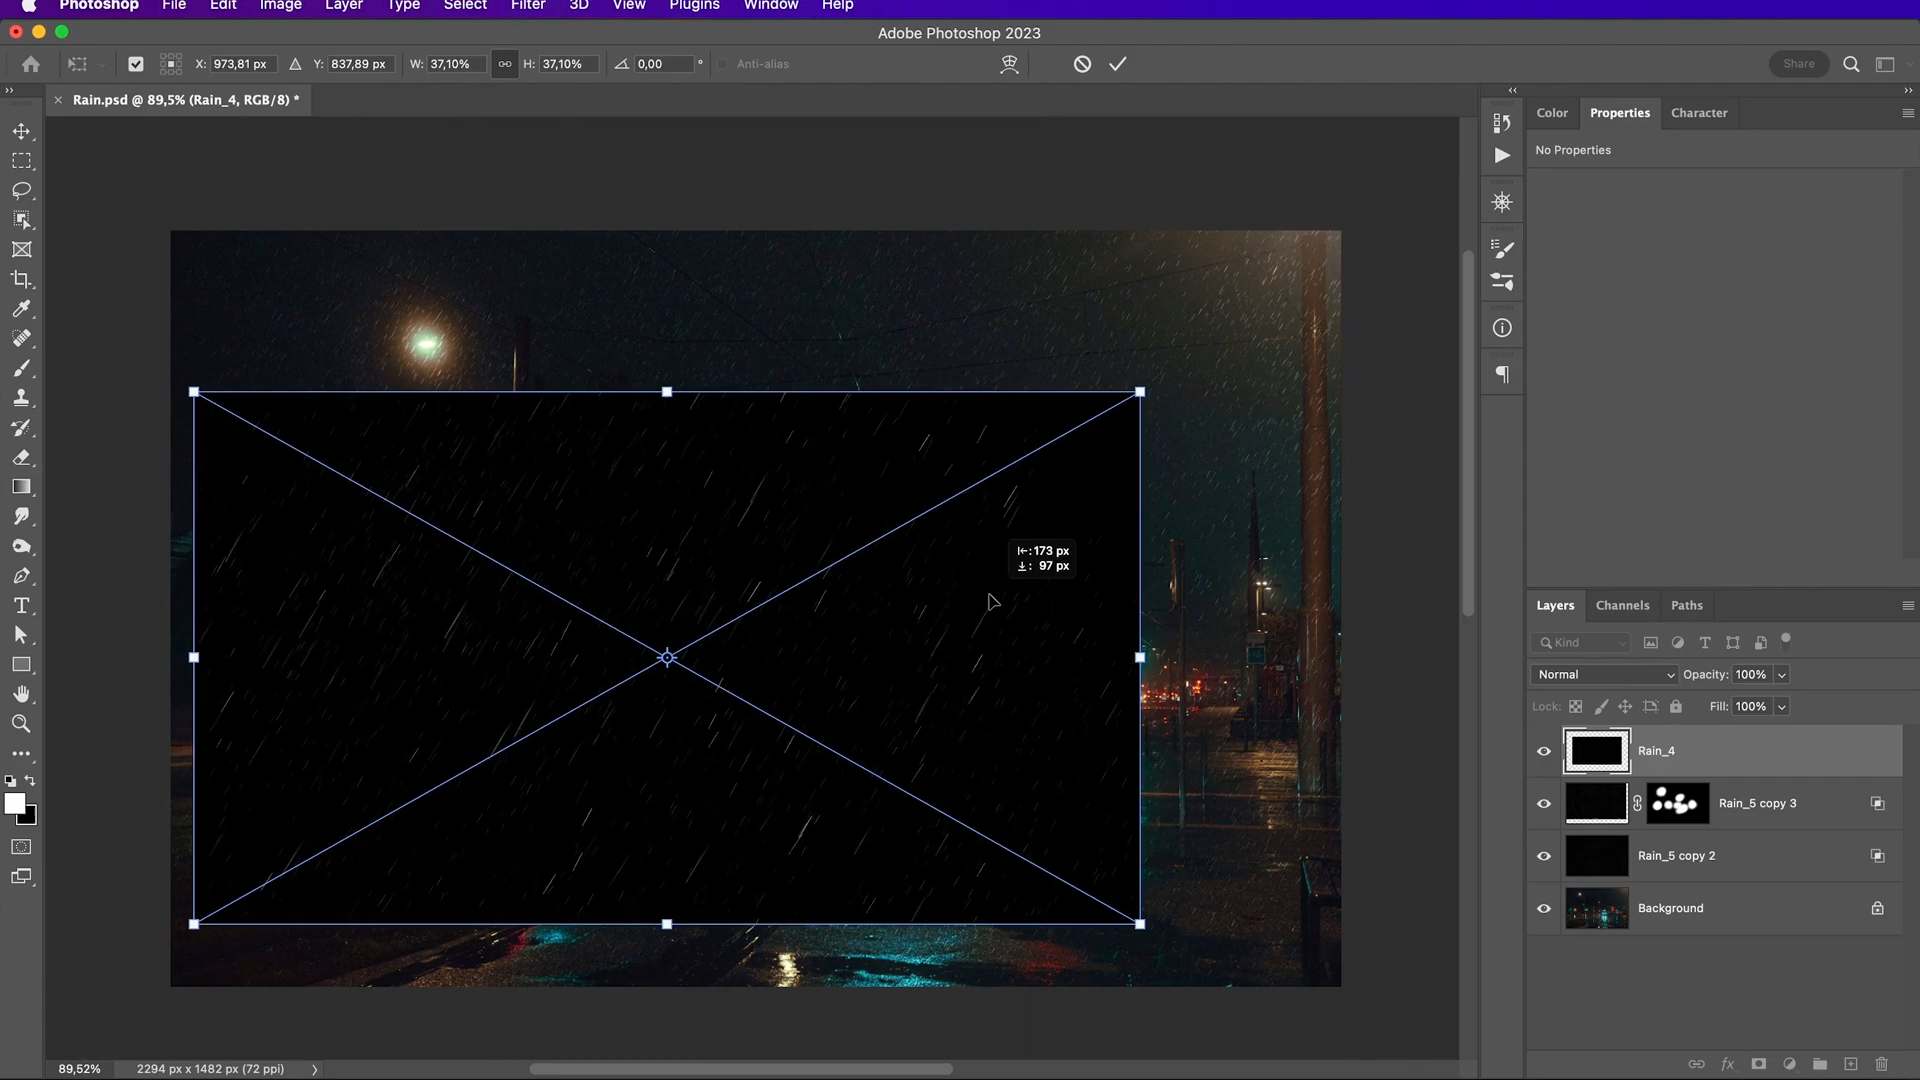 Photoshop File Edit Image Layer Type Select Filter 3D View Plugins Window Help
Adobe Photoshop 2023
X: 973,81 px Y: 837,89 px W: 37,10% H: 37,10% 0,00 ° Anti-alias Share
Rain.psd @ 89,5% (Rain_4, RGB/8) *
Color Properties Character
No Properties
173 px
97 px
Layers Channels Paths
Kind
Normal Opacity: 100%
Lock: Fill: 100%
Rain_4
Rain_5 copy 3
Rain_5 copy 2
Background
89,52% 2294 px x 1482 px (72 ppi)